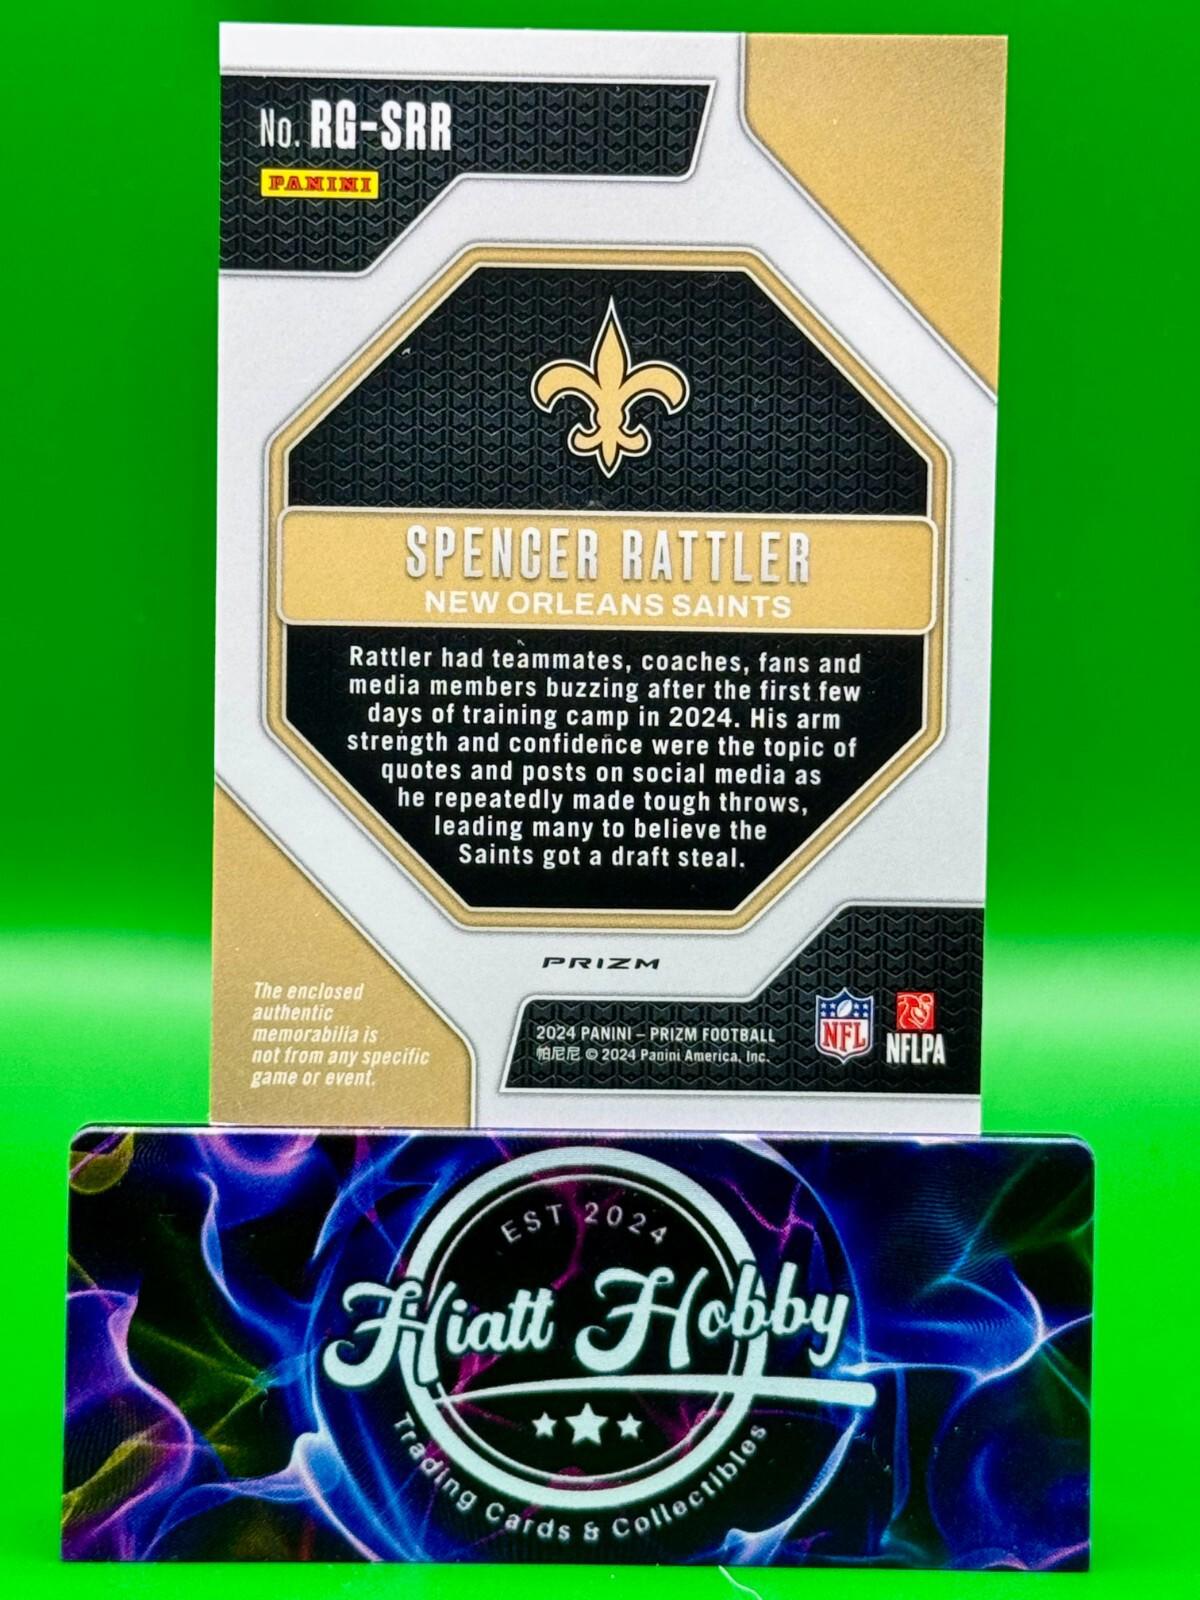 No. RG-SRR
PANINI
SPENCER RATTLER
NEW ORLEANS SAINTS
Rattler had teammates, coaches, fans and
media members buzzing after the first few
days of training camp in 2024. His arm
strength and confidence were the topic of
quotes and posts on social media as
he repeatedly made tough throws,
leading many to believe the
Saints got a draft steal.
PRIZM
The enclosed
authentic
memorabilia is
not from any specific
game or event.
2024 PANINI – PRIZM FOOTBALL
帕尼尼 © 2024 Panini America, Inc.
NFL
NFLPA
EST 2024
Hiatt Hobby
Trading Cards & Collectibles